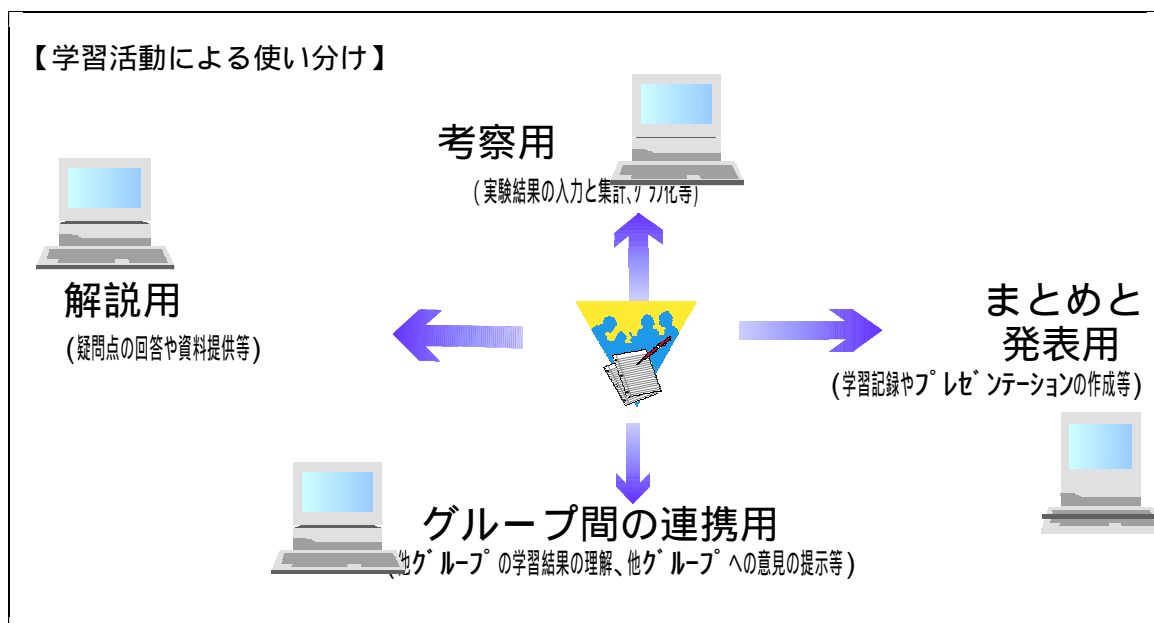 【学習活動による使い分け】
考察用
(実験結果の入力と集計、グラフ化等)
解説用
(疑問点の回答や資料提供等)
まとめと
発表用
(学習記録やプレゼンテーションの作成等)
グループ間の連携用
(他グループの学習結果の理解、他グループへの意見の提示等)